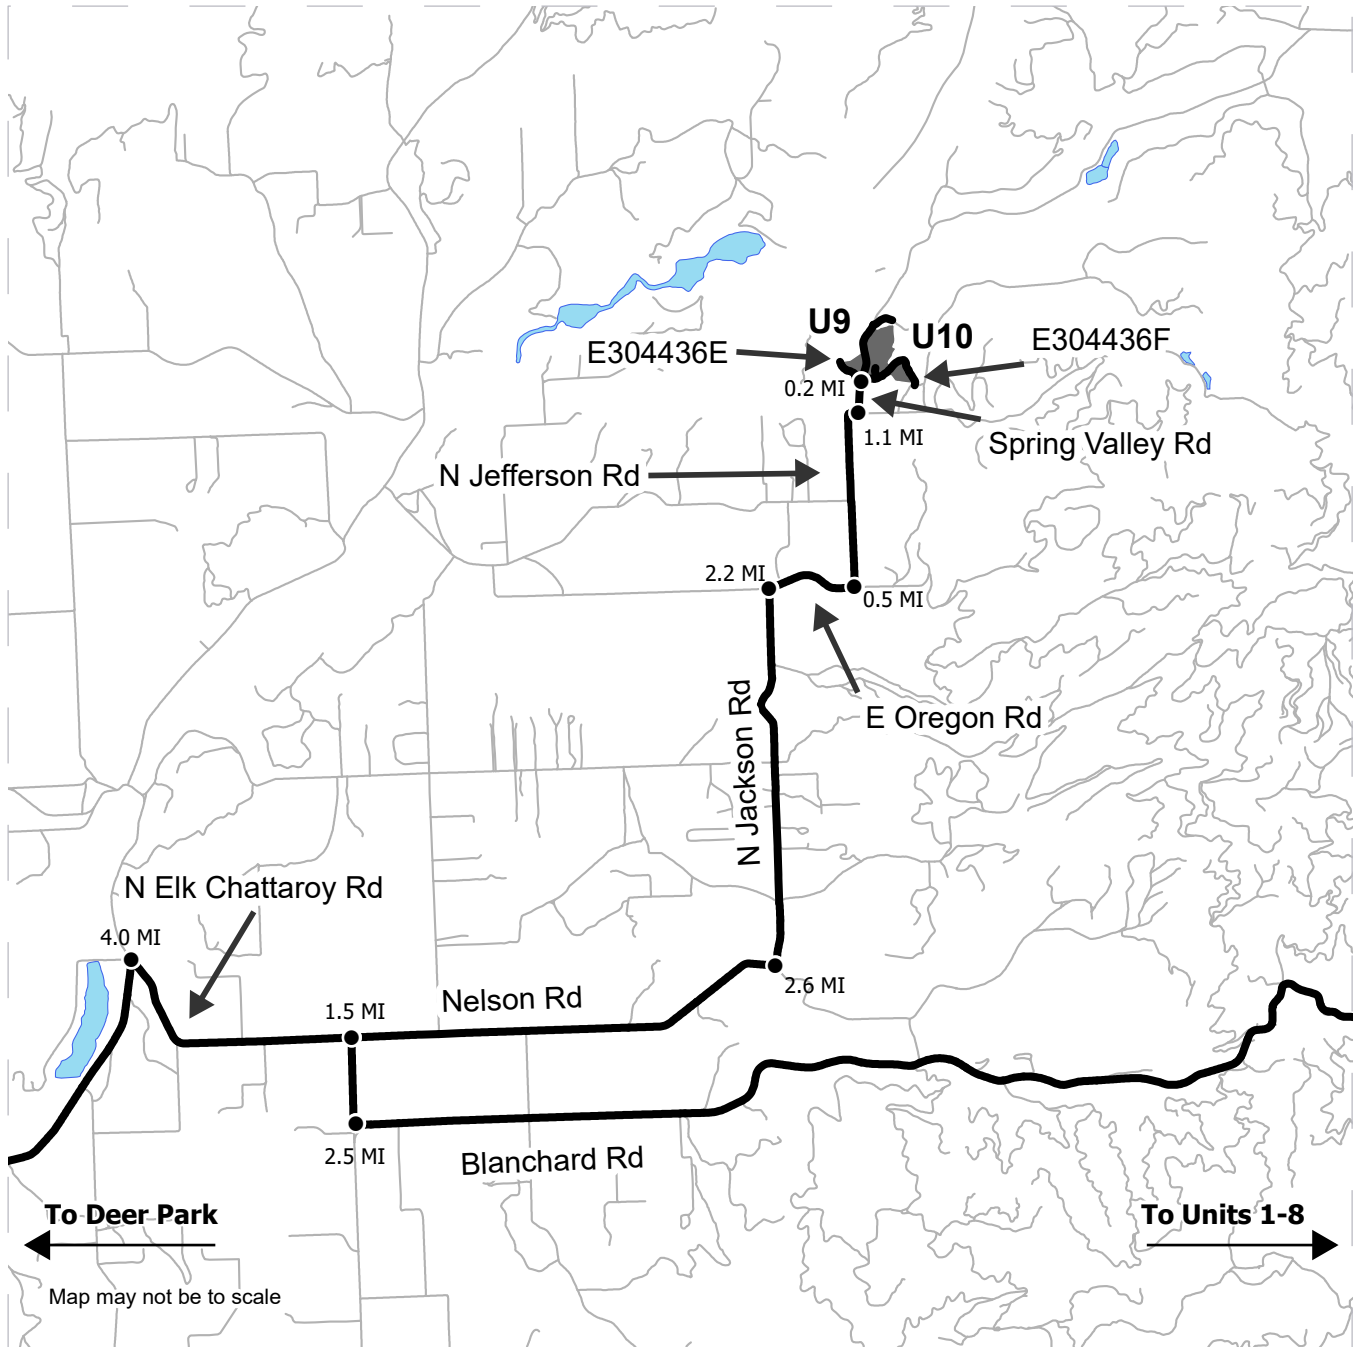 U9
U10
E304436E
E304436F
0.2 MI
1.1 MI
Spring Valley Rd
N Jefferson Rd
2.2 MI
0.5 MI
E Oregon Rd
N Jackson Rd
N Elk Chattaroy Rd
4.0 MI
2.6 MI
Nelson Rd
1.5 MI
2.5 MI
Blanchard Rd
To Deer Park
To Units 1-8
Map may not be to scale